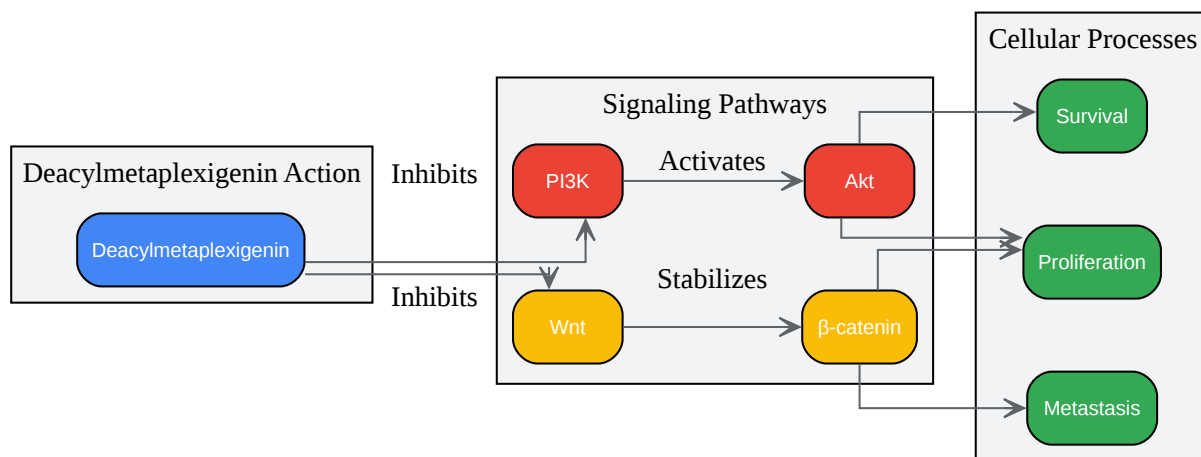 Cellular Processes
Signaling Pathways
Survival
Deacylmetaplexigenin Action
Inhibits
PI3K
Activates
Akt
Deacylmetaplexigenin
Proliferation
Inhibits
Stabilizes
Wnt
β-catenin
Metastasis